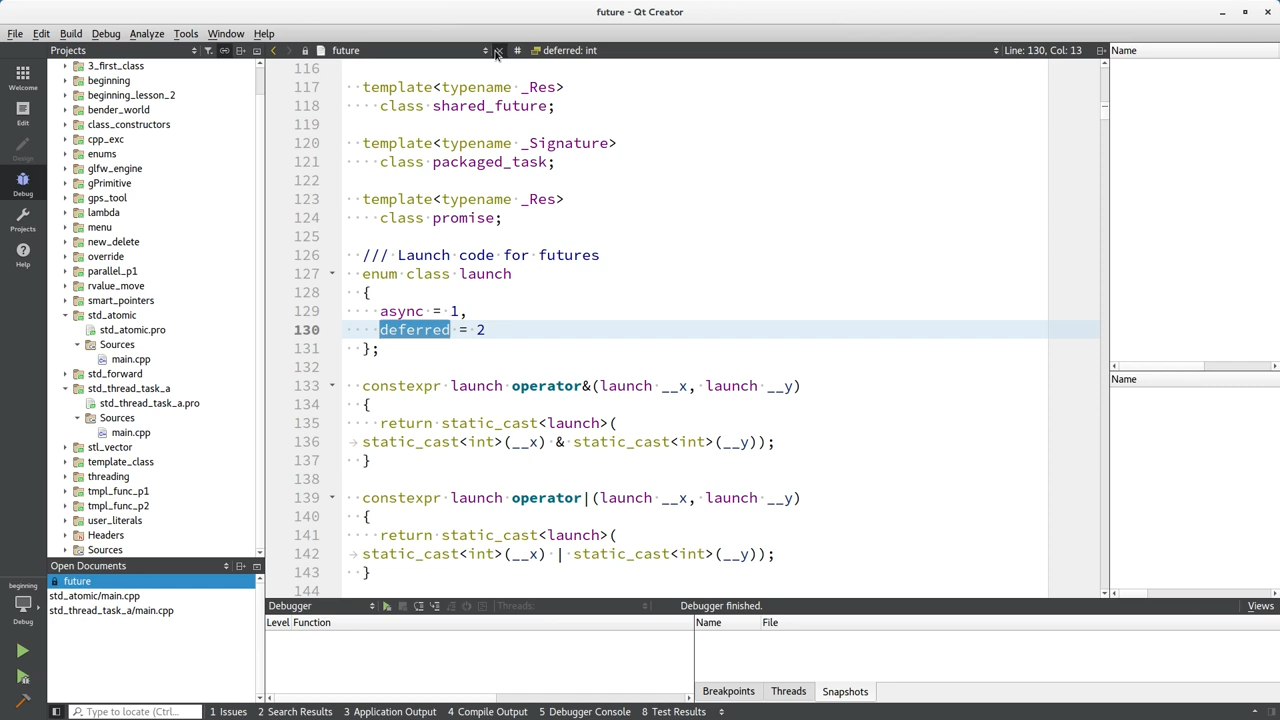 future - Qt Creator
File Edit Build Debug Analyze Tools Window Help
Projects
future
#
deferred: int
Line: 130, Col: 13
Name
Welcome
Edit
Design
Debug
Projects
Help
beginning
Debug
3_first_class
beginning
beginning_lesson_2
bender_world
class_constructors
cpp_exc
enums
glfw_engine
gPrimitive
gps_tool
lambda
menu
new_delete
override
parallel_p1
rvalue_move
smart_pointers
std_atomic
std_atomic.pro
Sources
main.cpp
std_forward
std_thread_task_a
std_thread_task_a.pro
Sources
main.cpp
stl_vector
template_class
threading
tmpl_func_p1
tmpl_func_p2
user_literals
Headers
Sources
Open Documents
future
std_atomic/main.cpp
std_thread_task_a/main.cpp
116
117 template<typename _Res>
118 class shared_future;
119
120 template<typename _Signature>
121 class packaged_task;
122
123 template<typename _Res>
124 class promise;
125
126 /// Launch code for futures
127 enum class launch
128 {
129 async = 1,
130 deferred = 2
131 };
132
133 constexpr launch operator&(launch __x, launch __y)
134 {
135 return static_cast<launch>(
136 static_cast<int>(__x) & static_cast<int>(__y));
137 }
138
139 constexpr launch operator|(launch __x, launch __y)
140 {
141 return static_cast<launch>(
142 static_cast<int>(__x) | static_cast<int>(__y));
143 }
144
Name
Debugger
Threads:
Debugger finished.
Views
Level Function
Name File
Breakpoints Threads Snapshots
Type to locate (Ctrl...
1 Issues 2 Search Results 3 Application Output 4 Compile Output 5 Debugger Console 8 Test Results